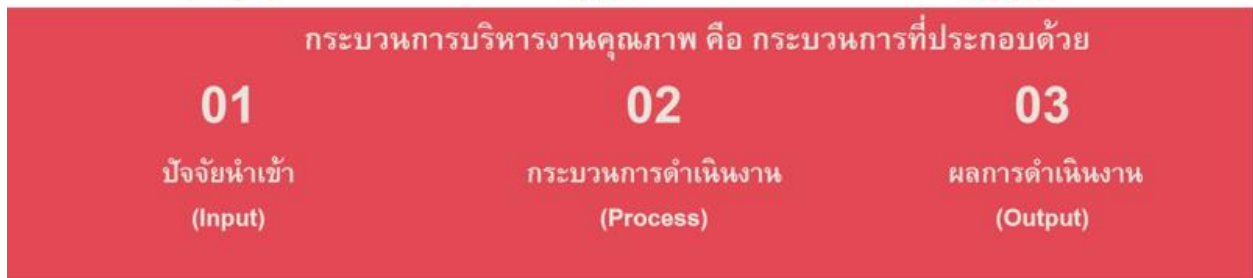 กระบวนการบริหารงานคุณภาพ คือ กระบวนการที่ประกอบด้วย
01 02 03
ปัจจัยนำเข้า กระบวนการดำเนินงาน ผลการดำเนินงาน
(Input) (Process) (Output)